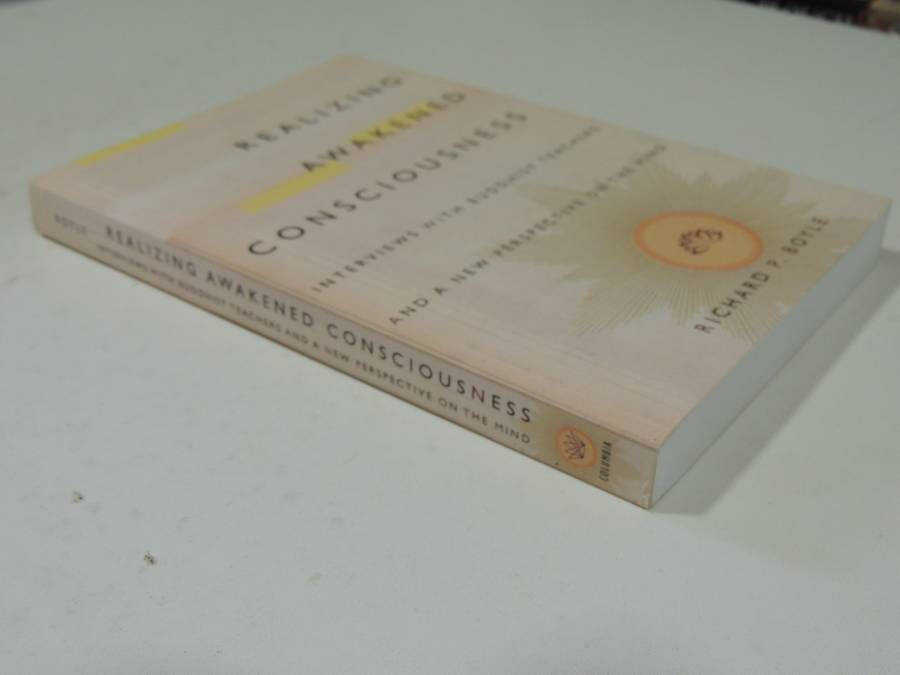 REALIZING
AWAKENED
CONSCIOUSNESS
INTERVIEWS WITH BUDDHIST TEACHERS
AND A NEW PERSPECTIVE ON THE MIND
RICHARD P. BOYLE
BOYLE REALIZING AWAKENED CONSCIOUSNESS
INTERVIEWS WITH BUDDHIST TEACHERS AND A NEW PERSPECTIVE ON THE MIND
COLUMBIA